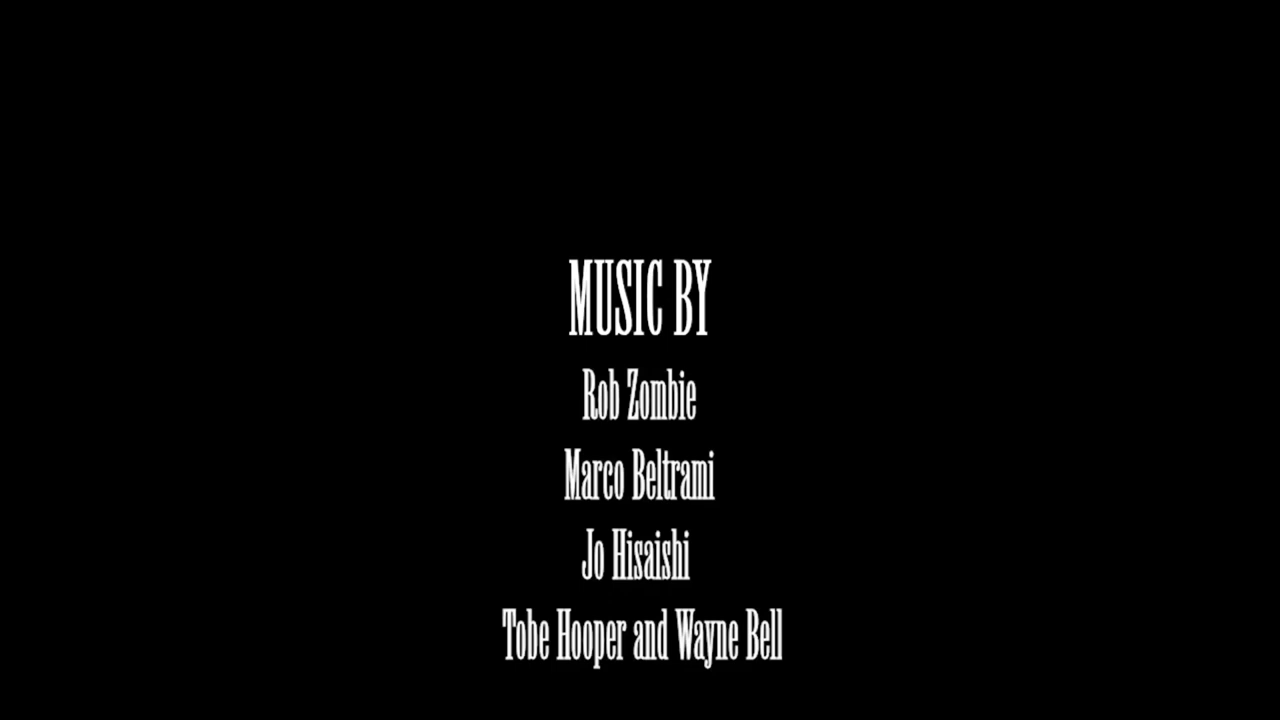 MUSIC BY
Rob Zombie
Marco Beltrami
Jo Hisaishi
Tobe Hooper and Wayne Bell